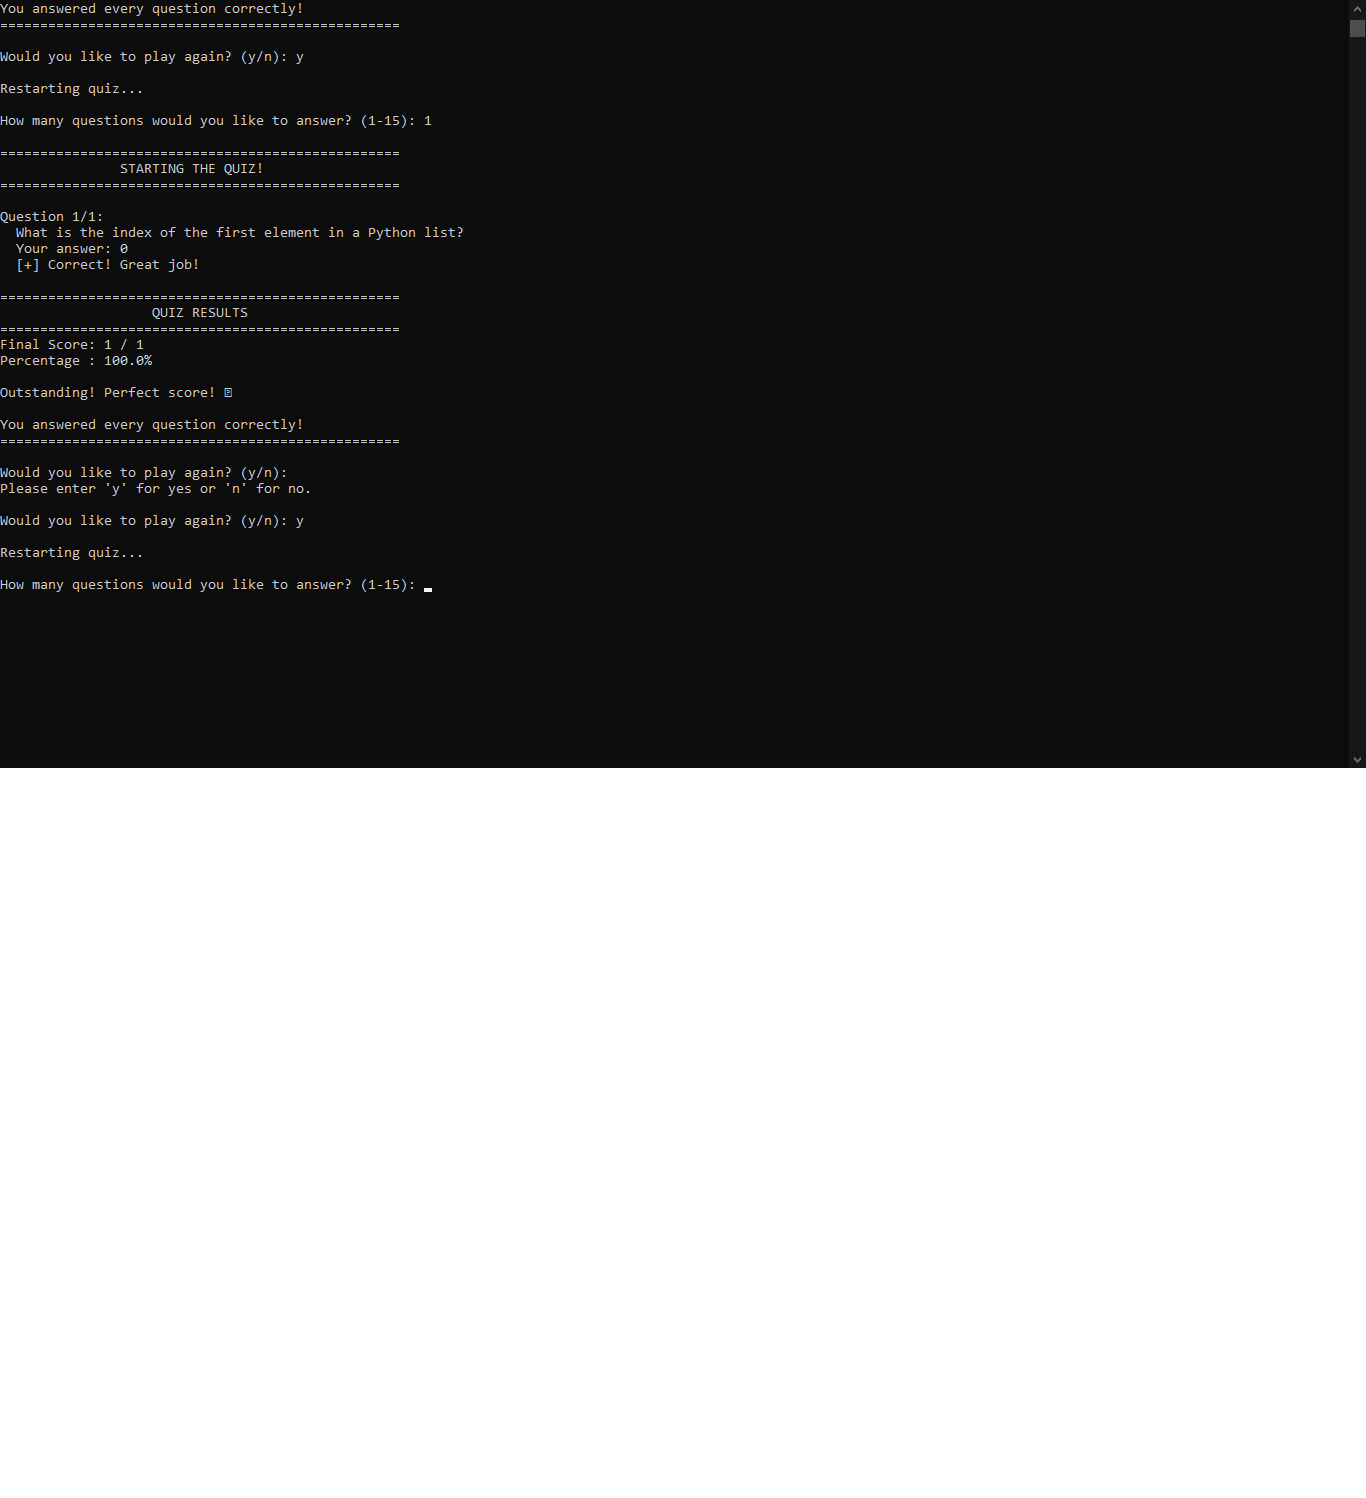 You answered every question correctly!
==================================================
Would you like to play again? (y/n): y
Restarting quiz...
How many questions would you like to answer? (1-15): 1
==================================================
STARTING THE QUIZ!
==================================================
Question 1/1:
What is the index of the first element in a Python list?
Your answer: 0
[+] Correct! Great job!
==================================================
QUIZ RESULTS
==================================================
Final Score: 1 / 1
Percentage : 100.0%
Outstanding! Perfect score!
You answered every question correctly!
==================================================
Would you like to play again? (y/n):
Please enter 'y' for yes or 'n' for no.
Would you like to play again? (y/n): y
Restarting quiz...
How many questions would you like to answer? (1-15):